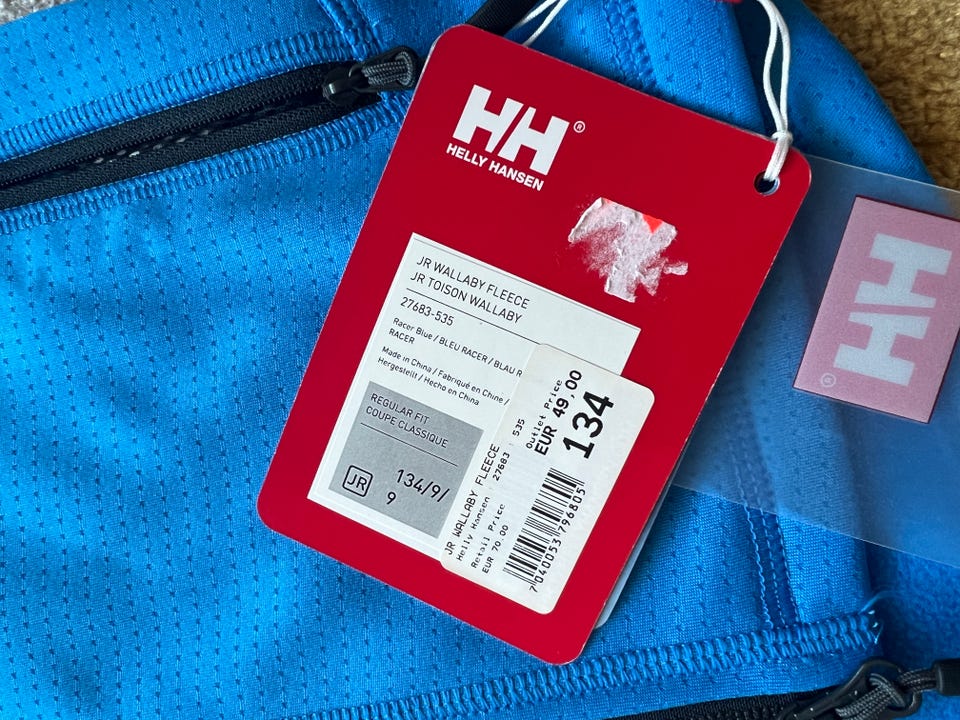 HH®
HELLY HANSEN
JR WALLABY FLEECE
JR TOISON WALLABY
27683-535
Racer Blue / BLEU RACER / BLAU
RACER
Made in China / Fabriqué en Chine /
Hergestellt / Hecho en China
REGULAR FIT
COUPE CLASSIQUE
JR
134/9/
9
JR WALLABY FLEECE
Helly Hansen 27683 535
Retail Price
EUR 70.00
Outlet Price
EUR 49,00
134
7040053796805
HH
®